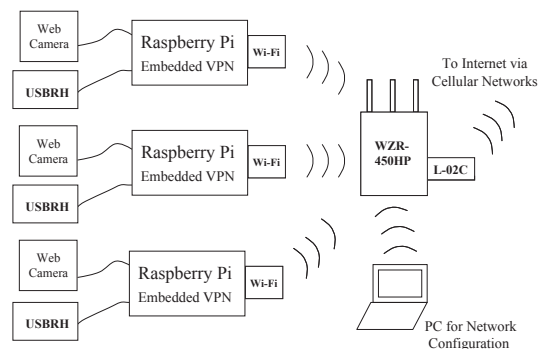 Web
Camera
USBRH
Raspberry Pi
Embedded VPN
Wi-Fi
Web
Camera
USBRH
Raspberry Pi
Embedded VPN
Wi-Fi
Web
Camera
USBRH
Raspberry Pi
Embedded VPN
Wi-Fi
WZR-
450HP
L-02C
To Internet via
Cellular Networks
PC for Network
Configuration